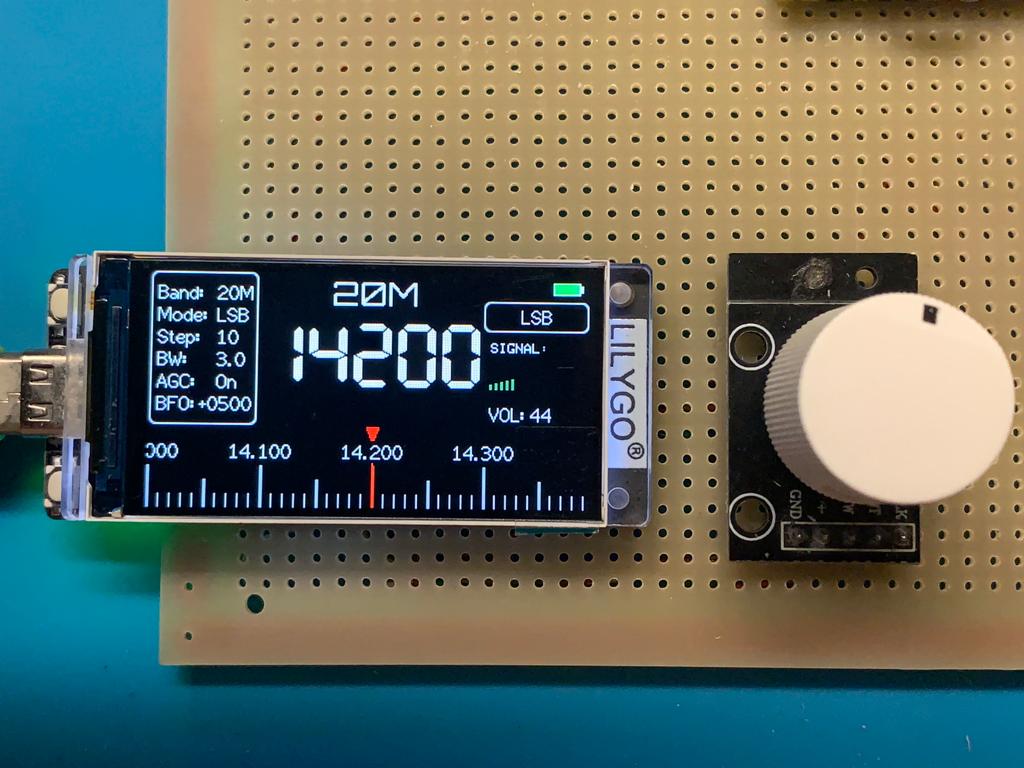 Band: 20M
Mode: LSB
Step: 10
BW: 3.0
AGC: On
BFO: +0500
20M
14200
LSB
SIGNAL:
VOL: 44
14.100 14.200 14.300
LILYGO®
GND
+